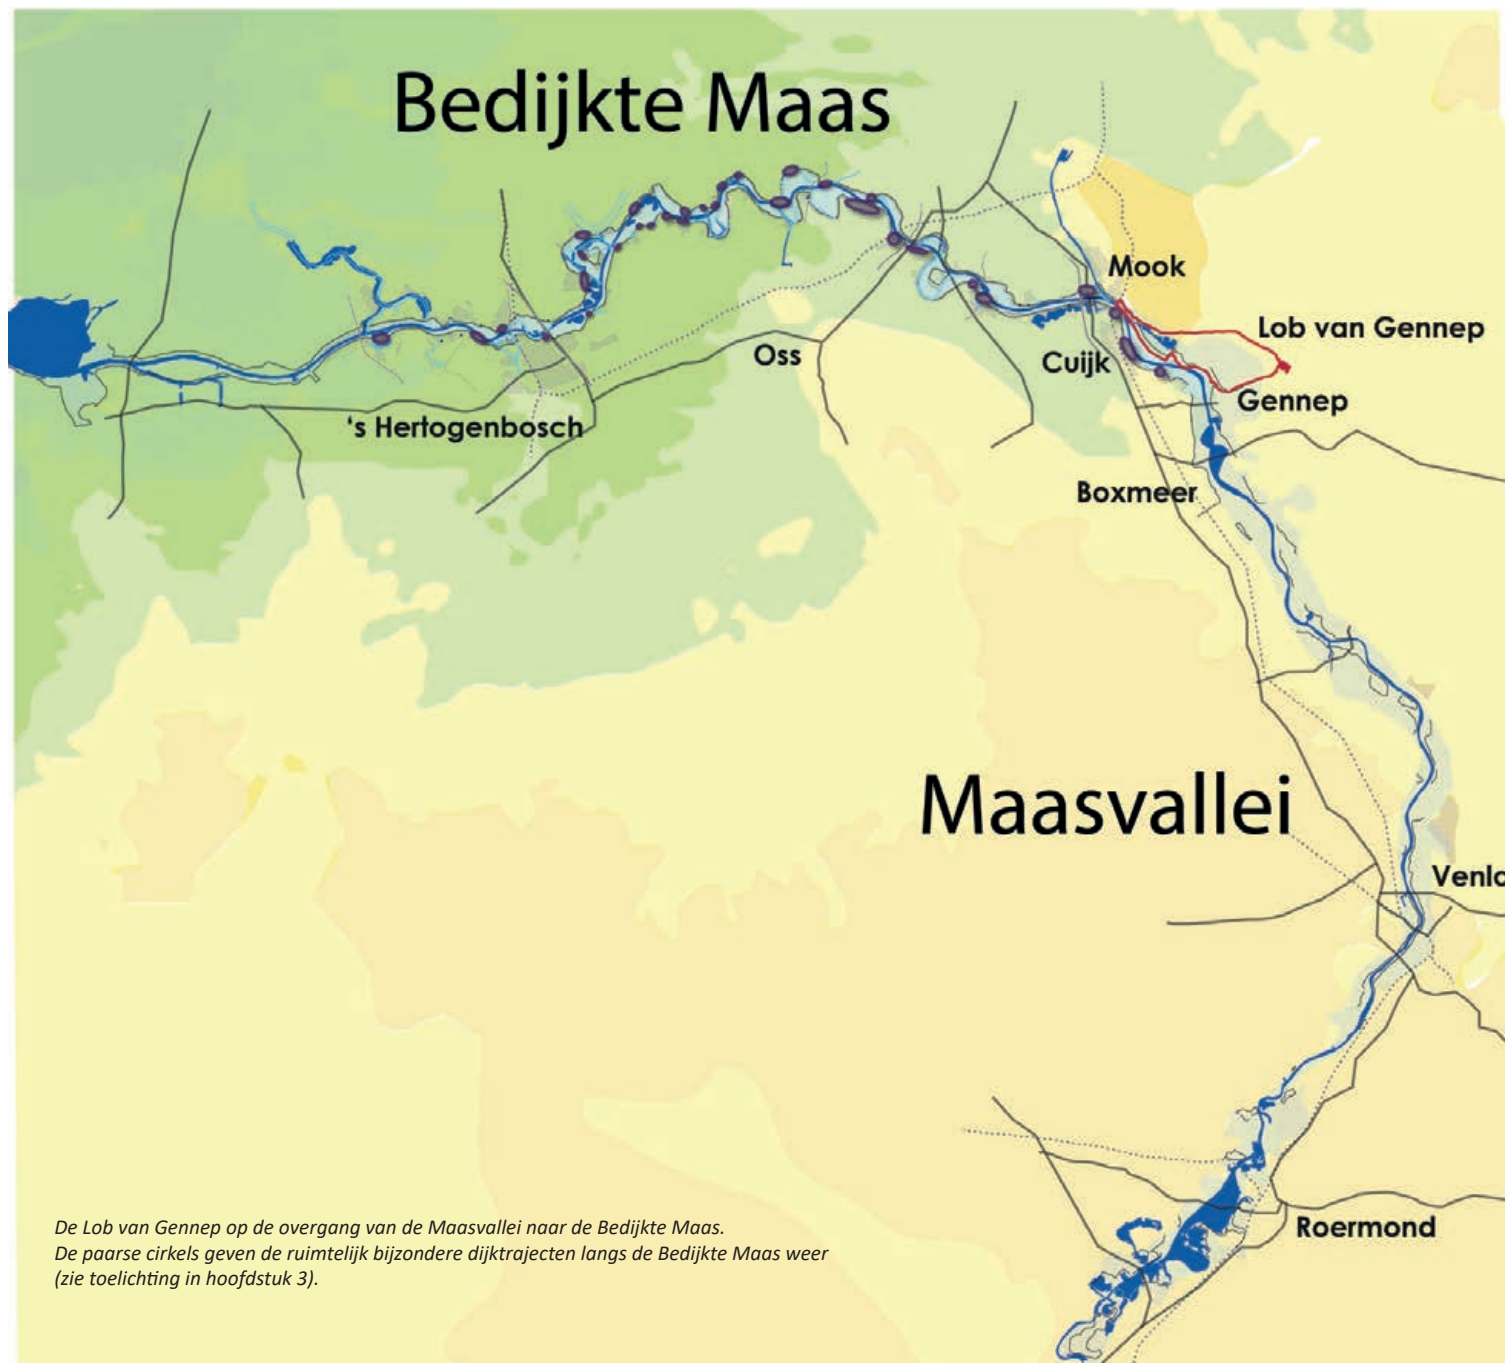 Bedijkte Maas
Mook
Lob van Gennep
Oss
Cuijk
Gennep
's Hertogenbosch
Boxmeer
Maasvallei
Venlo
Roermond
De Lob van Gennep op de overgang van de Maasvallei naar de Bedijkte Maas.
De paarse cirkels geven de ruimtelijk bijzondere dijktrajecten langs de Bedijkte Maas weer
(zie toelichting in hoofdstuk 3).